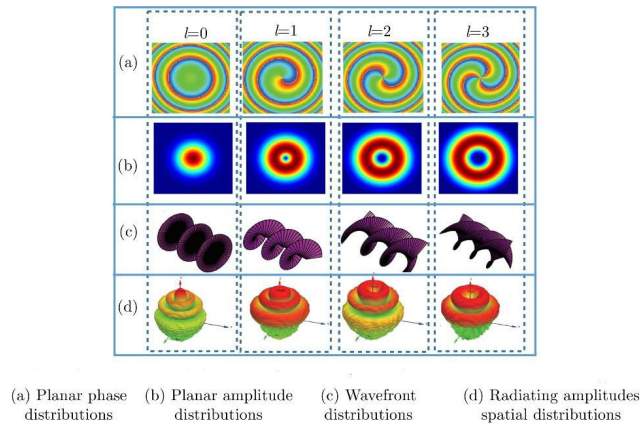 l=0 l=1 l=2 l=3
(a)
(b)
(c)
(d)
(a) Planar phase distributions
(b) Planar amplitude distributions
(c) Wavefront distributions
(d) Radiating amplitudes spatial distributions